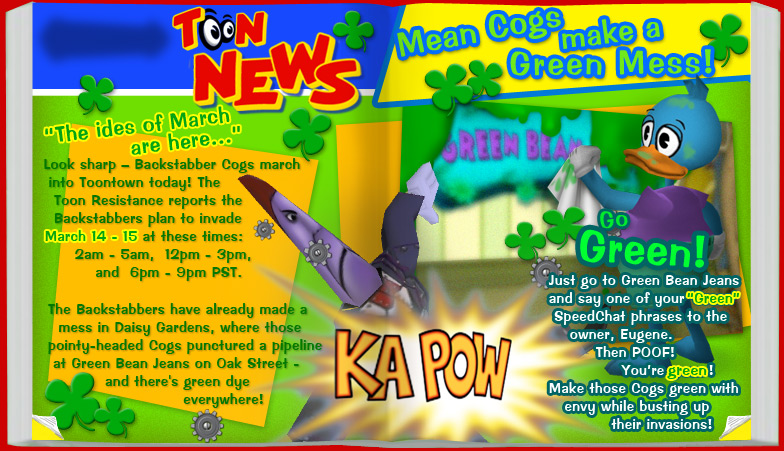 TOON
NEWS
"The ides of March
are here..."
Look sharp – Backstabber Cogs march
into Toontown today! The
Toon Resistance reports the
Backstabbers plan to invade
March 14 - 15 at these times:
2am - 5am, 12pm - 3pm,
and 6pm - 9pm PST.
The Backstabbers have already made a
mess in Daisy Gardens, where those
pointy-headed Cogs punctured a pipeline
at Green Bean Jeans on Oak Street -
and there's green dye
everywhere!
KA POW
Mean Cogs
make a
Green Mess!
GREEN BEAN
Go
Green!
Just go to Green Bean Jeans
and say one of your "Green"
SpeedChat phrases to the
owner, Eugene.
Then POOF!
You're green!
Make those Cogs green with
envy while busting up
their invasions!